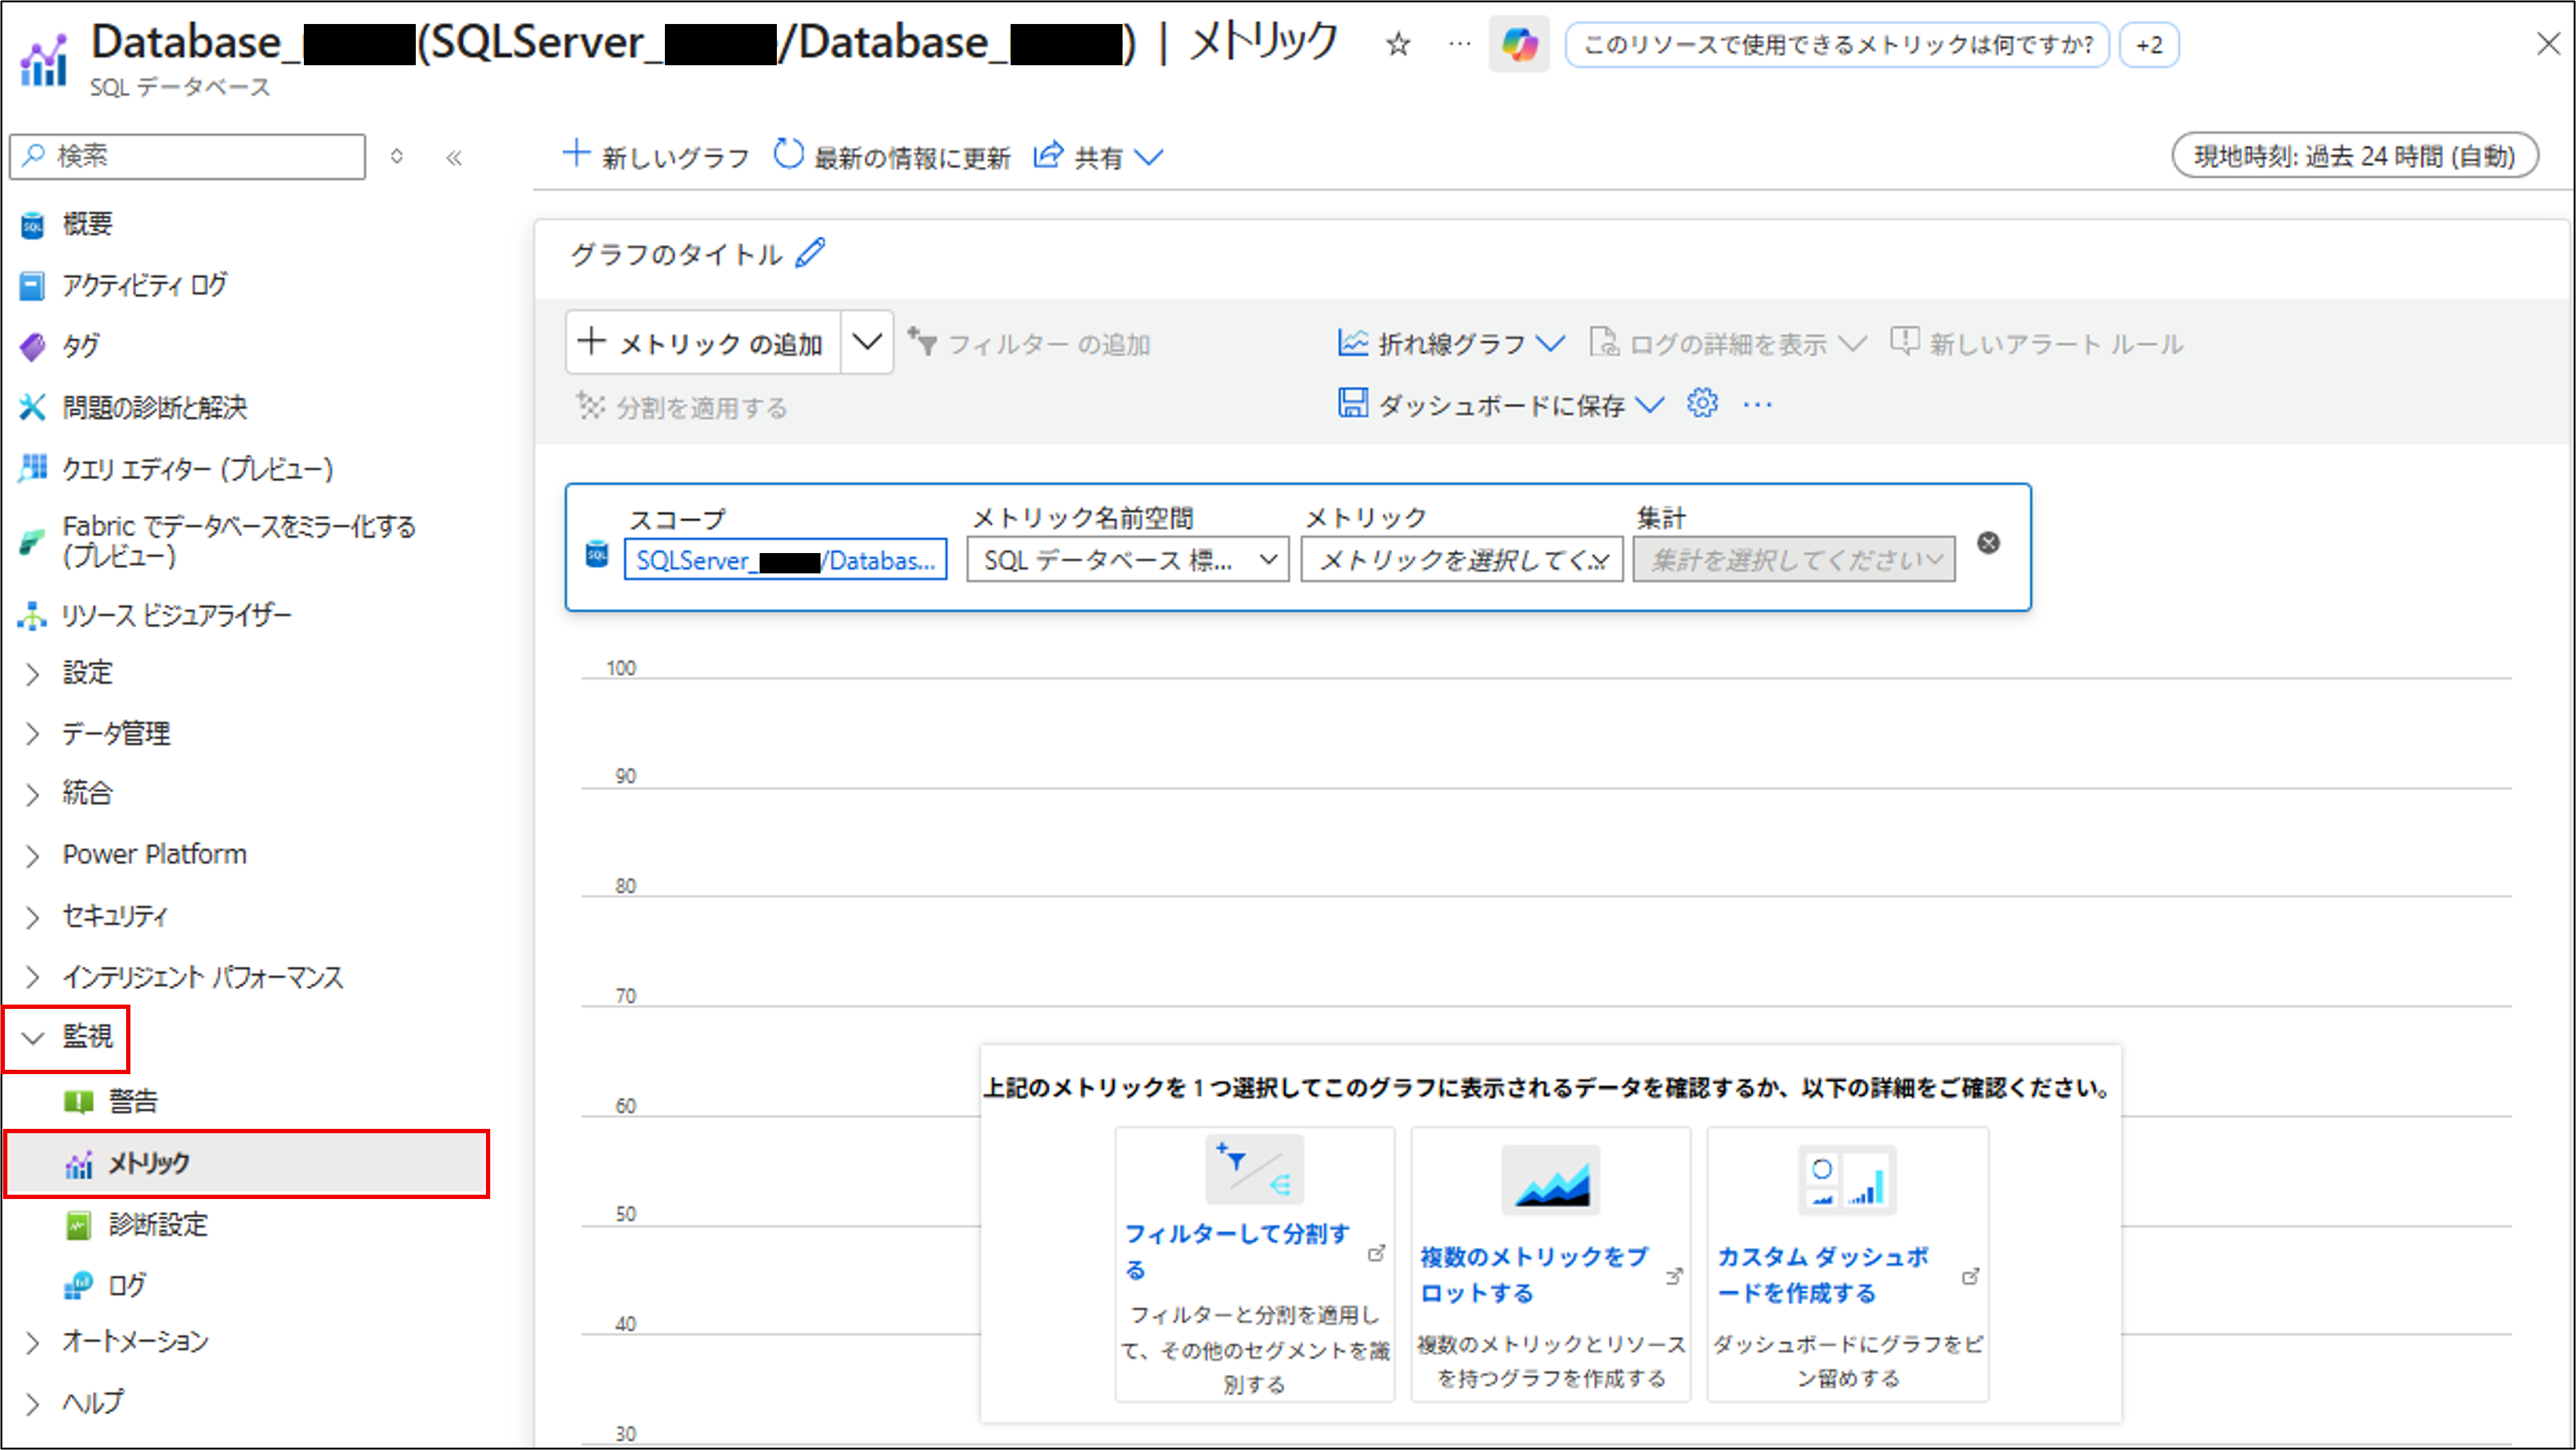 Database_(SQLServer_/Database_) | メトリック
このリソースで使用できるメトリックは何ですか?
+2
SQL データベース
検索
新しいグラフ
最新の情報に更新
共有
現地時刻: 過去 24 時間 (自動)
概要
アクティビティ ログ
タグ
問題の診断と解決
クエリ エディター (プレビュー)
Fabric でデータベースをミラー化する
(プレビュー)
リソース ビジュアライザー
設定
データ管理
統合
Power Platform
セキュリティ
インテリジェント パフォーマンス
監視
警告
メトリック
診断設定
ログ
オートメーション
ヘルプ
グラフのタイトル
メトリック の追加
フィルター の追加
折れ線グラフ
ログの詳細を表示
新しいアラート ルール
分割を適用する
ダッシュボードに保存
スコープ
SQLServer_/Databas...
メトリック名前空間
SQL データベース 標...
メトリック
メトリックを選択してく...
集計
集計を選択してください
100
90
80
70
60
50
40
30
上記のメトリックを 1 つ選択してこのグラフに表示されるデータを確認するか、以下の詳細をご確認ください。
フィルターして分割す
る
フィルターと分割を適用し
て、その他のセグメントを識
別する
複数のメトリックをプ
ロットする
複数のメトリックとリソース
を持つグラフを作成する
カスタム ダッシュボ
ードを作成する
ダッシュボードにグラフをピ
ン留めする